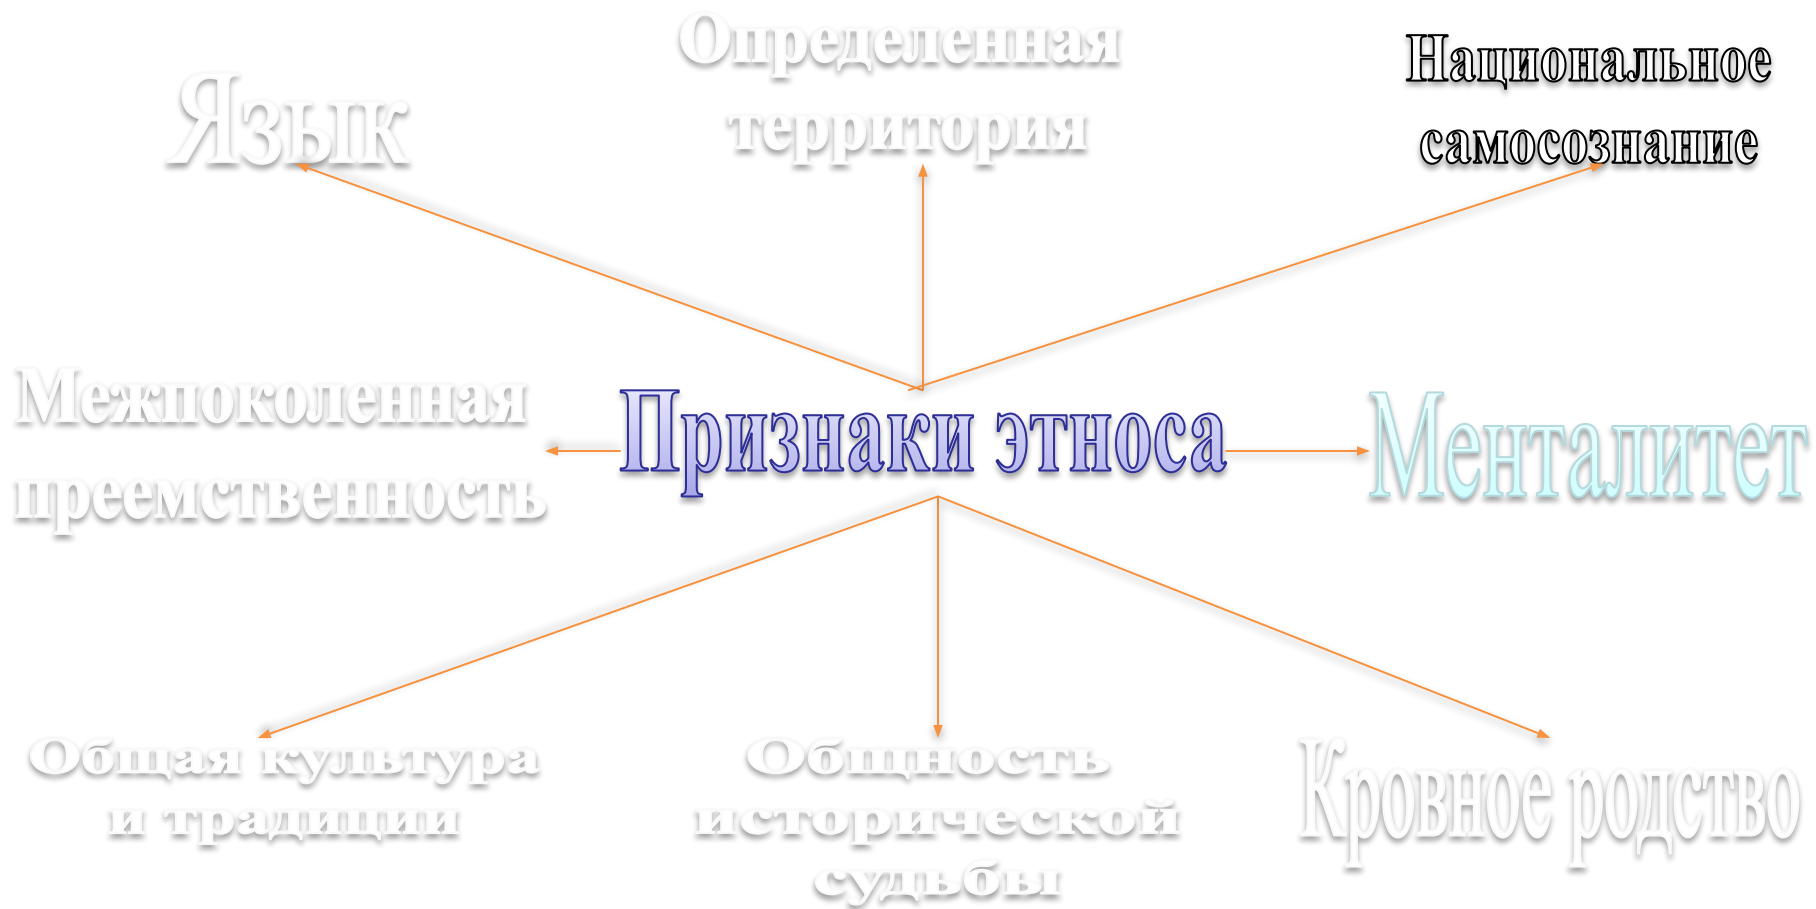 Язык
Определенная
территория
Национальное
самосознание
Межпоколенная
преемственность
Признаки этноса
Менталитет
Общая культура
и традиции
Общность
исторической
судьбы
Кровное родство